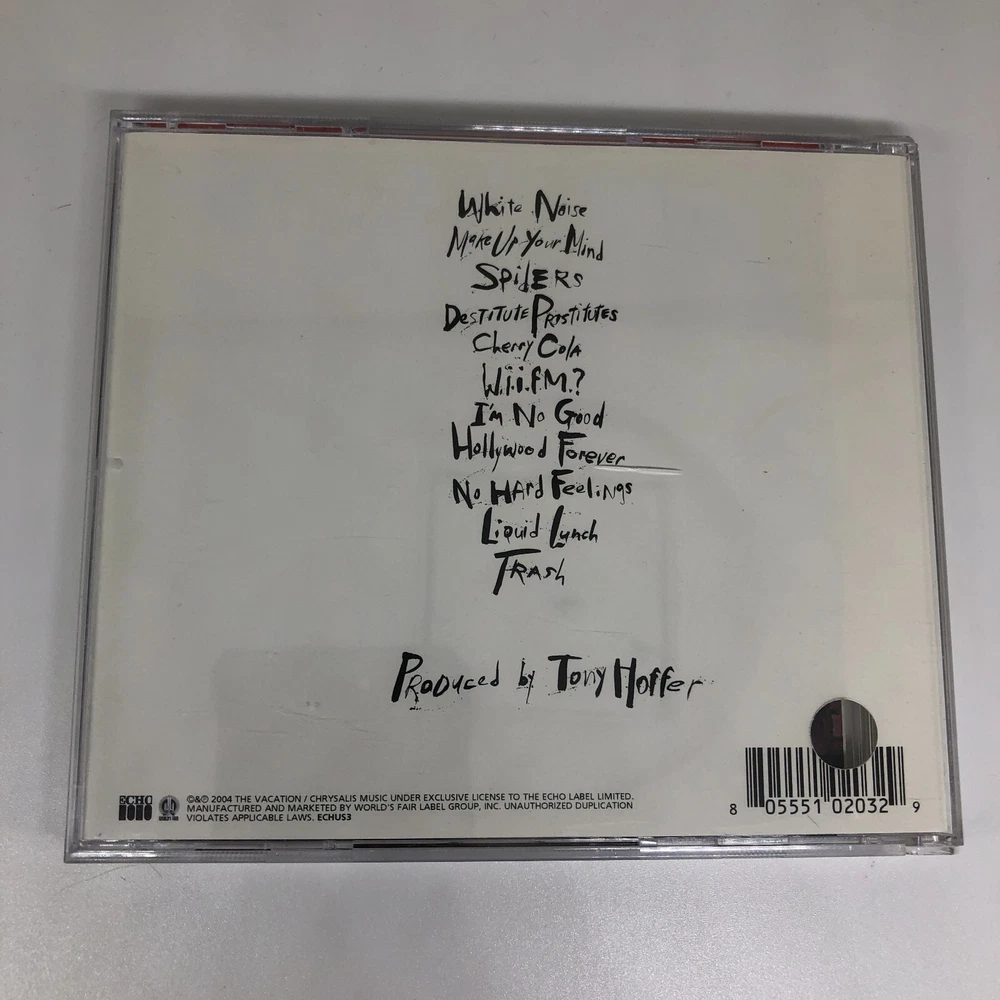 White Noise
Make Up Your Mind
SpidERS
DeSTiTUTE PRoStiTUTES
Cherry ColA
W.i.i.f.M.?
I'm No Good
Hollywood Forever
No HARd FeeliNgs
Liquid Lunch
TRAsh
PRODuced by Tony Hoffer
ECHO
©&℗ 2004 THE VACATION / CHRYSALIS MUSIC UNDER EXCLUSIVE LICENSE TO THE ECHO LABEL LIMITED.
MANUFACTURED AND MARKETED BY WORLD'S FAIR LABEL GROUP, INC. UNAUTHORIZED DUPLICATION
VIOLATES APPLICABLE LAWS. ECHUS3
8 05551 02032 9